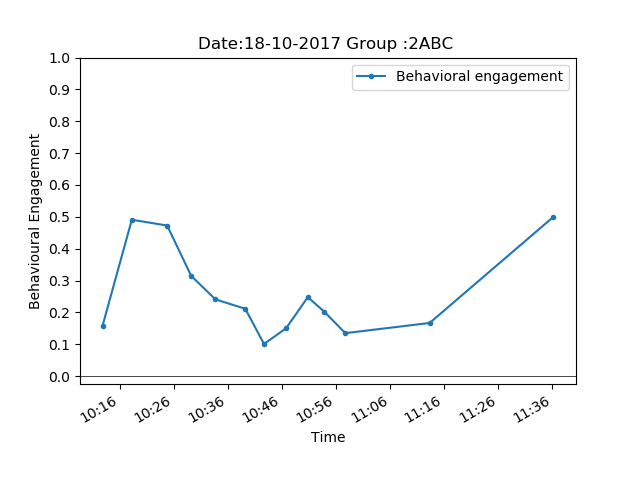 Date:18-10-2017 Group :2ABC
Behavioral engagement
Behavioural Engagement
1.0
0.9
0.8
0.7
0.6
0.5
0.4
0.3
0.2
0.1
0.0
10:16 10:26 10:36 10:46 10:56 11:06 11:16 11:26 11:36
Time